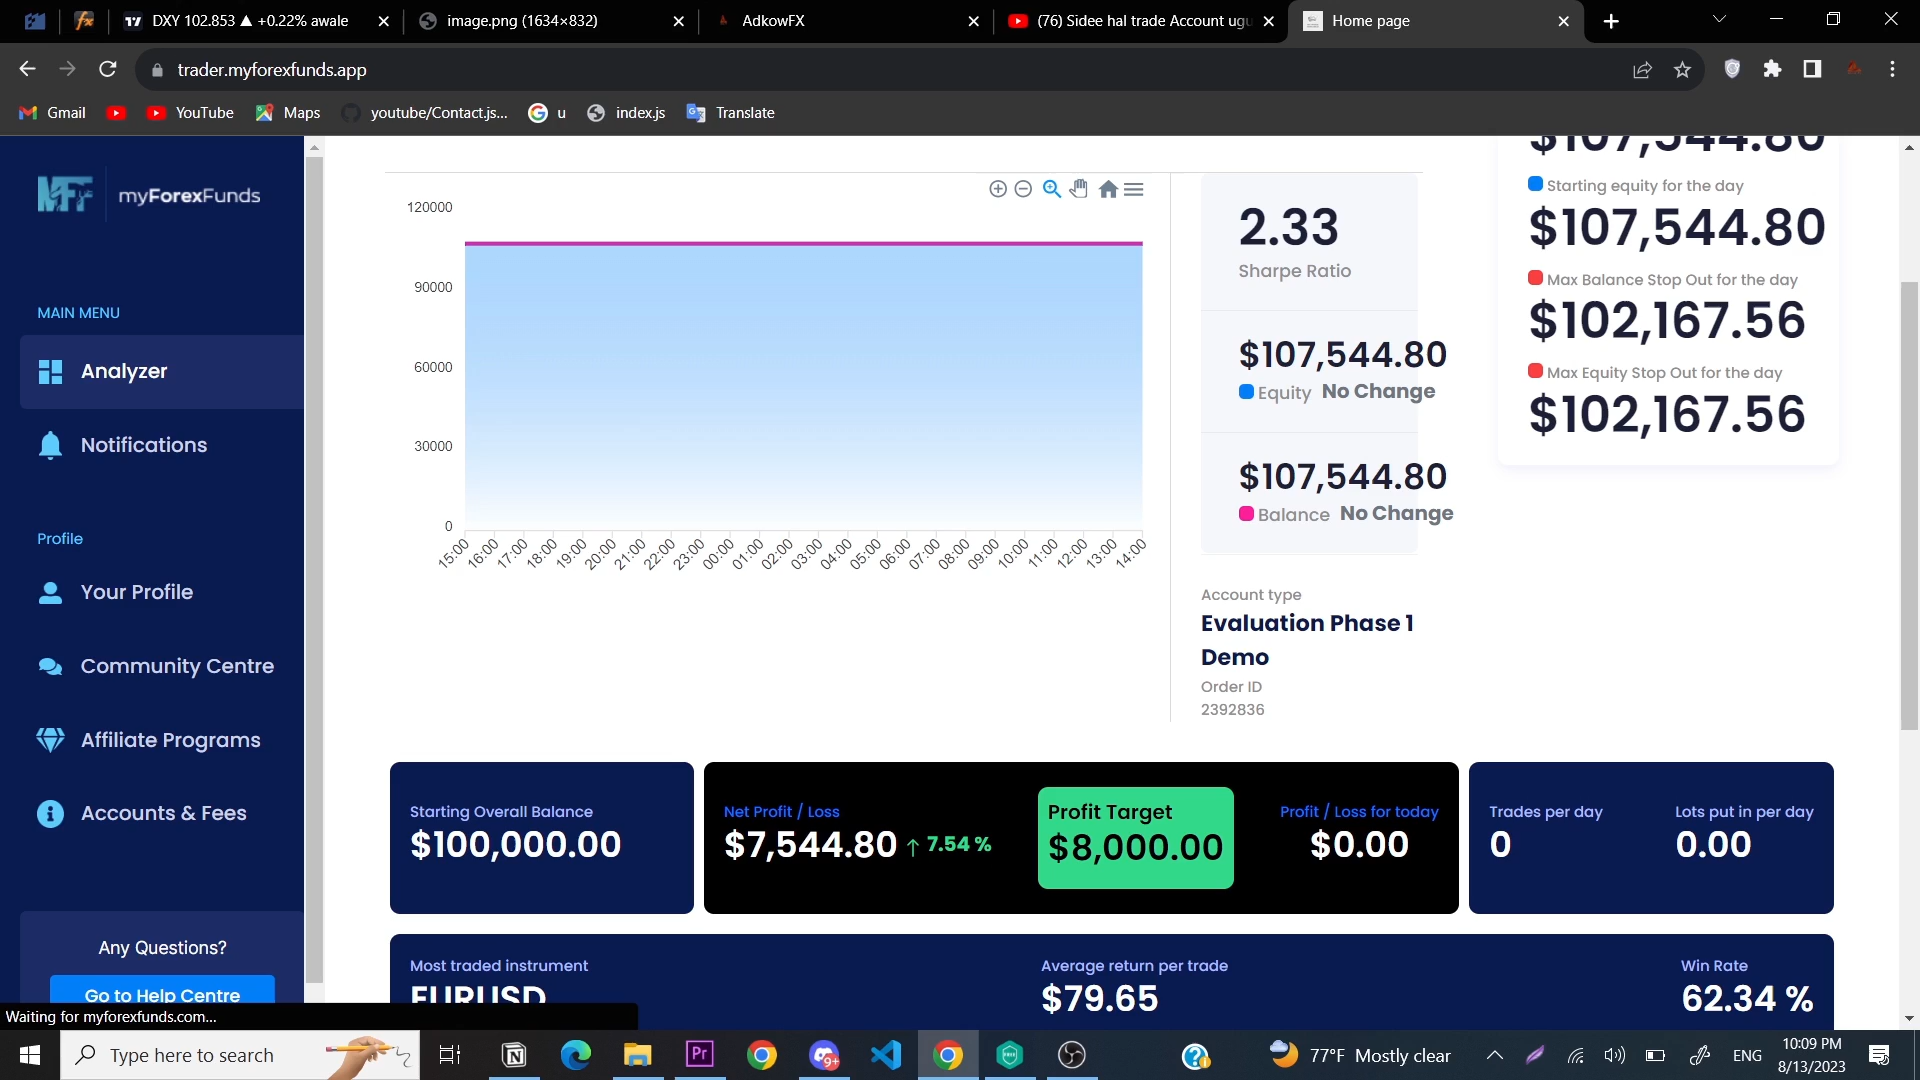 DXY 102.853 ▲ +0.22% awale
image.png (1634×832)
AdkowFX
(76) Sidee hal trade Account ugu
Home page
trader.myforexfunds.app
Gmail
YouTube
Maps
youtube/Contact.js...
u
index.js
Translate
MFF
myForexFunds
MAIN MENU
Analyzer
Notifications
Profile
Your Profile
Community Centre
Affiliate Programs
Accounts & Fees
Any Questions?
Go to Help Centre
Waiting for myforexfunds.com...
120000
90000
60000
30000
0
15:00 16:00 17:00 18:00 19:00 20:00 21:00 22:00 23:00 00:00 01:00 02:00 03:00 04:00 05:00 06:00 07:00 08:00 09:00 10:00 11:00 12:00 13:00 14:00
2.33
Sharpe Ratio
$107,544.80
Equity No Change
$107,544.80
Balance No Change
Account type
Evaluation Phase 1
Demo
Order ID
2392836
$107,544.80
Starting equity for the day
$107,544.80
Max Balance Stop Out for the day
$102,167.56
Max Equity Stop Out for the day
$102,167.56
Starting Overall Balance
$100,000.00
Net Profit / Loss
$7,544.80 ↑ 7.54 %
Profit Target
$8,000.00
Profit / Loss for today
$0.00
Trades per day
0
Lots put in per day
0.00
Most traded instrument
EURUSD
Average return per trade
$79.65
Win Rate
62.34 %
Type here to search
77°F Mostly clear
ENG
10:09 PM
8/13/2023